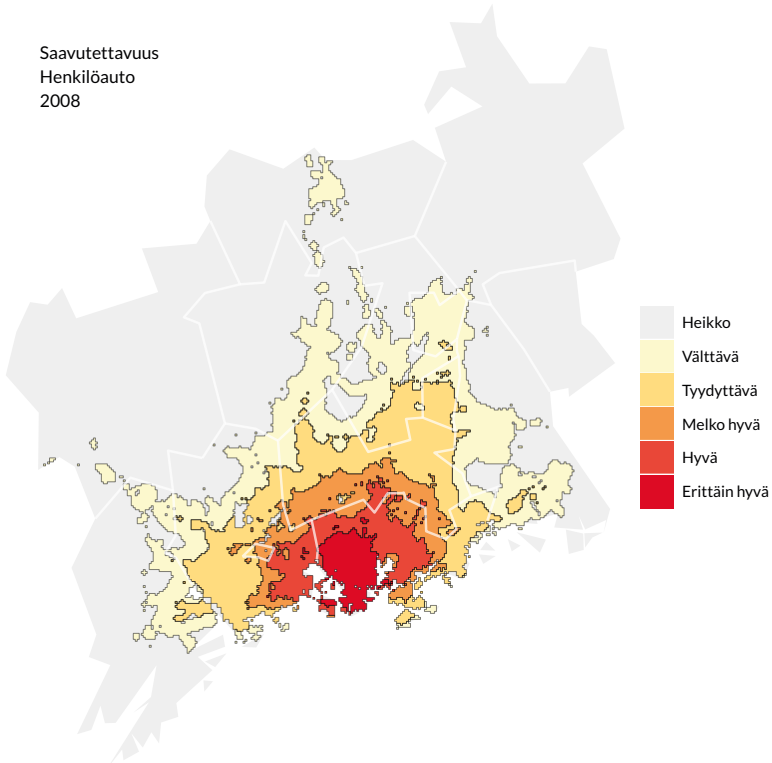 Saavutettavuus
Henkilöauto
2008
Heikko
Välttävä
Tyydyttävä
Melko hyvä
Hyvä
Erittäin hyvä